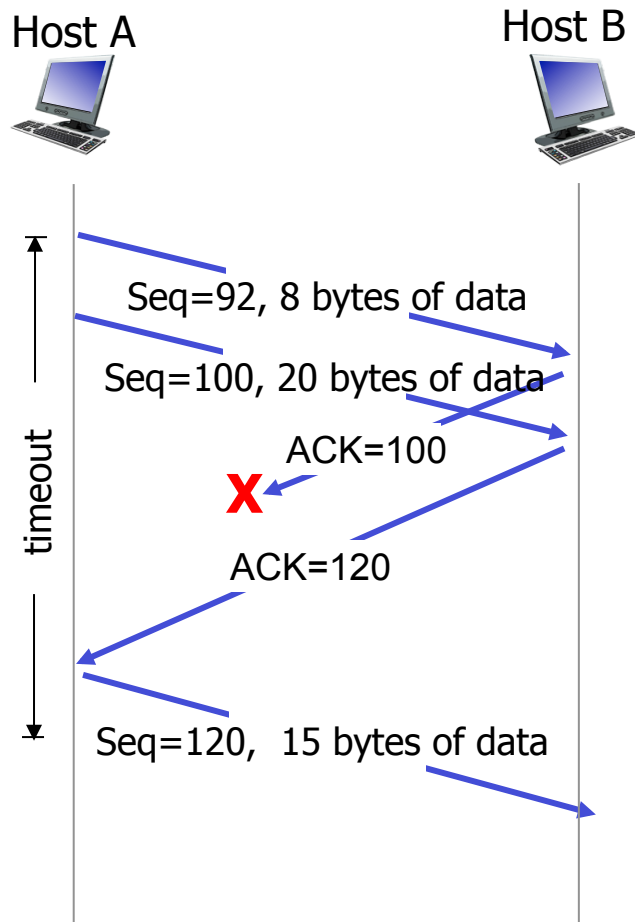 Host A
Host B
Seq=92, 8 bytes of data
Seq=100, 20 bytes of data
ACK=100
X
timeout
ACK=120
Seq=120, 15 bytes of data